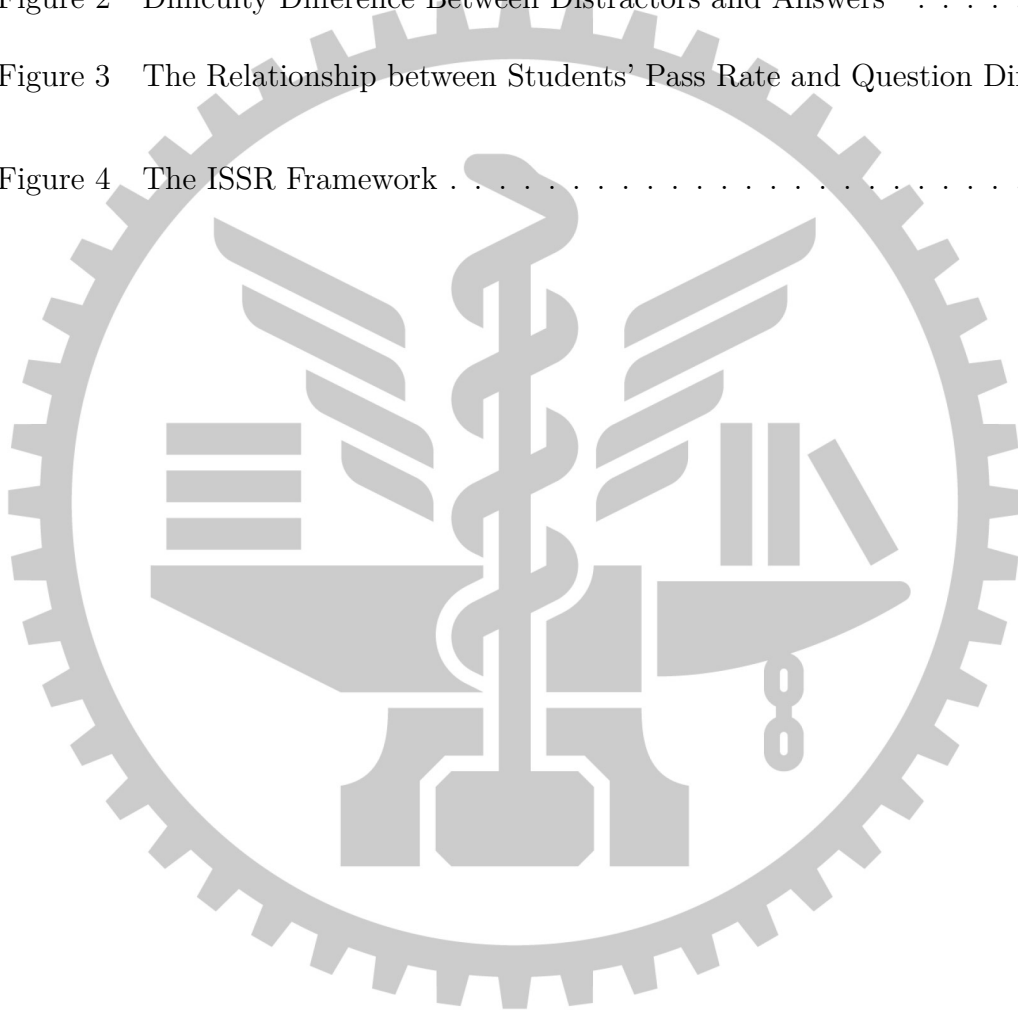 Figure 2 Difficulty Difference Between Distractors and Answers . . . . .
Figure 3 The Relationship between Students’ Pass Rate and Question
Figure 4 The ISSR Framework . . . . . . . . . . . . . . . . . . . . . . . .